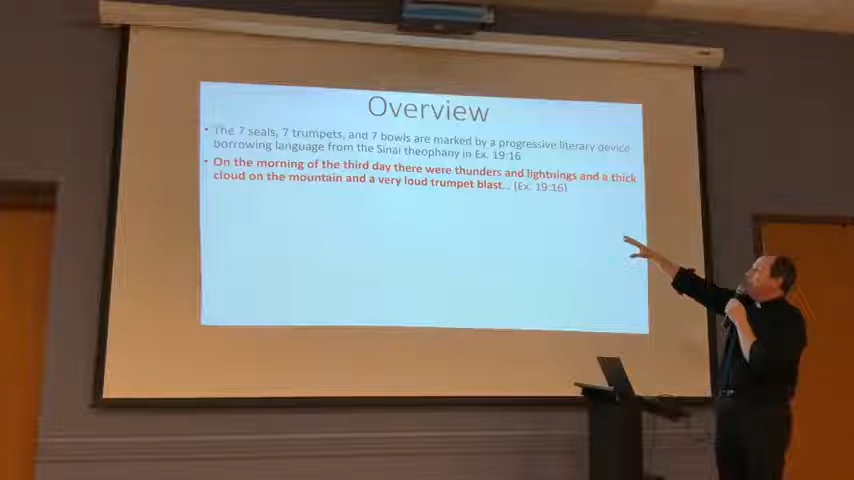 Overview
• The 7 seals, 7 trumpets, and 7 bowls are marked by a progressive literary device
borrowing language from the Sinai theophany in Ex. 19:16
• On the morning of the third day there were thunders and lightnings and a thick
cloud on the mountain and a very loud trumpet blast... (Ex. 19:16)